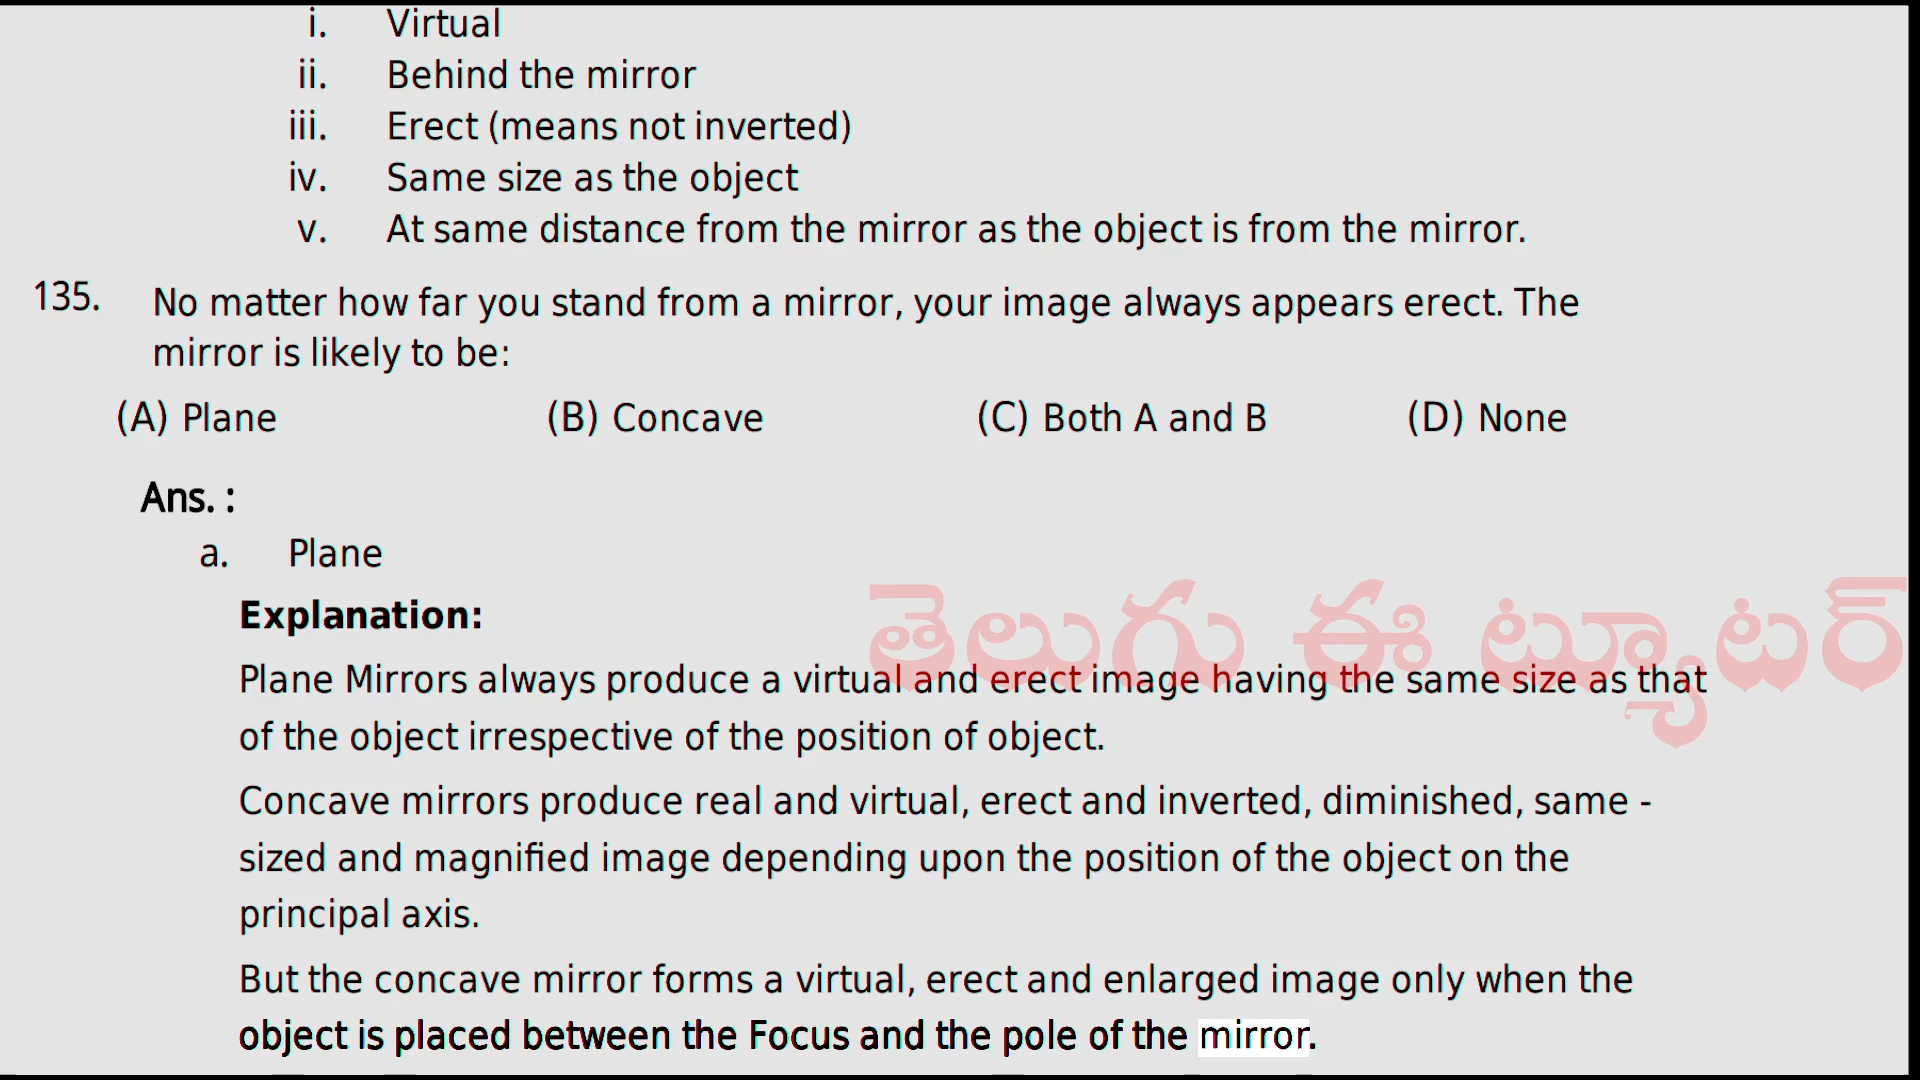 i. Virtual
ii. Behind the mirror
iii. Erect (means not inverted)
iv. Same size as the object
v. At same distance from the mirror as the object is from the mirror.
135. No matter how far you stand from a mirror, your image always appears erect. The
mirror is likely to be:
(A) Plane (B) Concave (C) Both A and B (D) None
Ans. :
a. Plane
Explanation:
తెలుగు ఈ ట్యూటర్
Plane Mirrors always produce a virtual and erect image having the same size as that
of the object irrespective of the position of object.
Concave mirrors produce real and virtual, erect and inverted, diminished, same -
sized and magnified image depending upon the position of the object on the
principal axis.
But the concave mirror forms a virtual, erect and enlarged image only when the
object is placed between the Focus and the pole of the mirror.